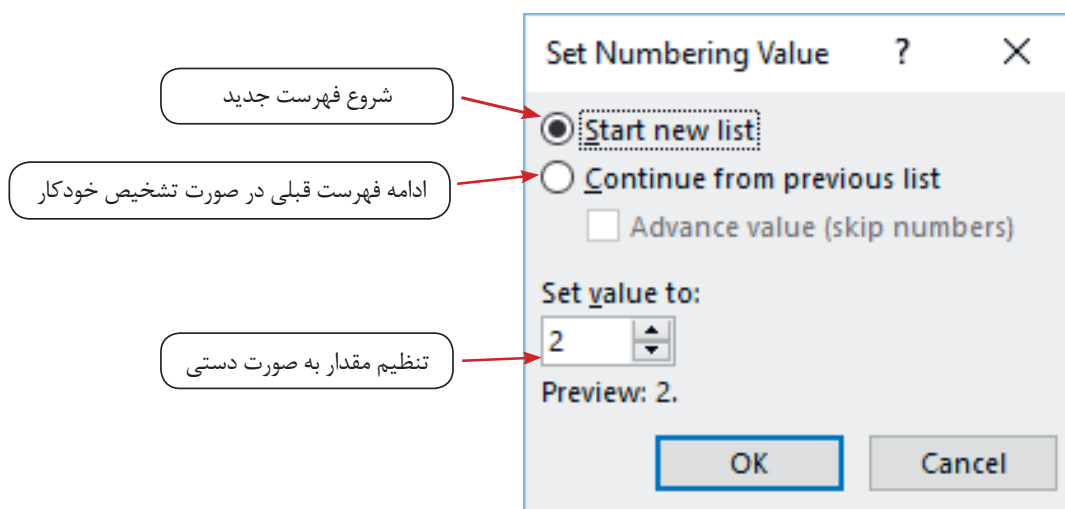 Set Numbering Value ? ×
شروع فهرست جدید
Start new list
ادامه فهرست قبلی در صورت تشخیص خودکار
Continue from previous list
Advance value (skip numbers)
Set value to:
2
تنظیم مقدار به صورت دستی
Preview: 2.
OK
Cancel